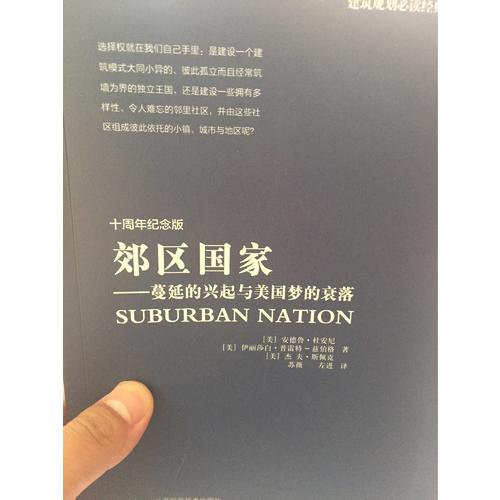 建筑规划必读经典
选择权就在我们自己手里：是建设一个建
筑模式大同小异的、彼此孤立而且经常筑
墙为界的独立王国，还是建设一些拥有多
样性、令人难忘的邻里社区，并由这些社
区组成彼此依托的小镇、城市与地区呢？
十周年纪念版
郊区国家
——蔓延的兴起与美国梦的衰落
SUBURBAN NATION
［美］安德鲁·杜安尼
［美］伊丽莎白·普雷特-兹伯格 著
［美］杰夫·斯佩克
苏薇 左进 译